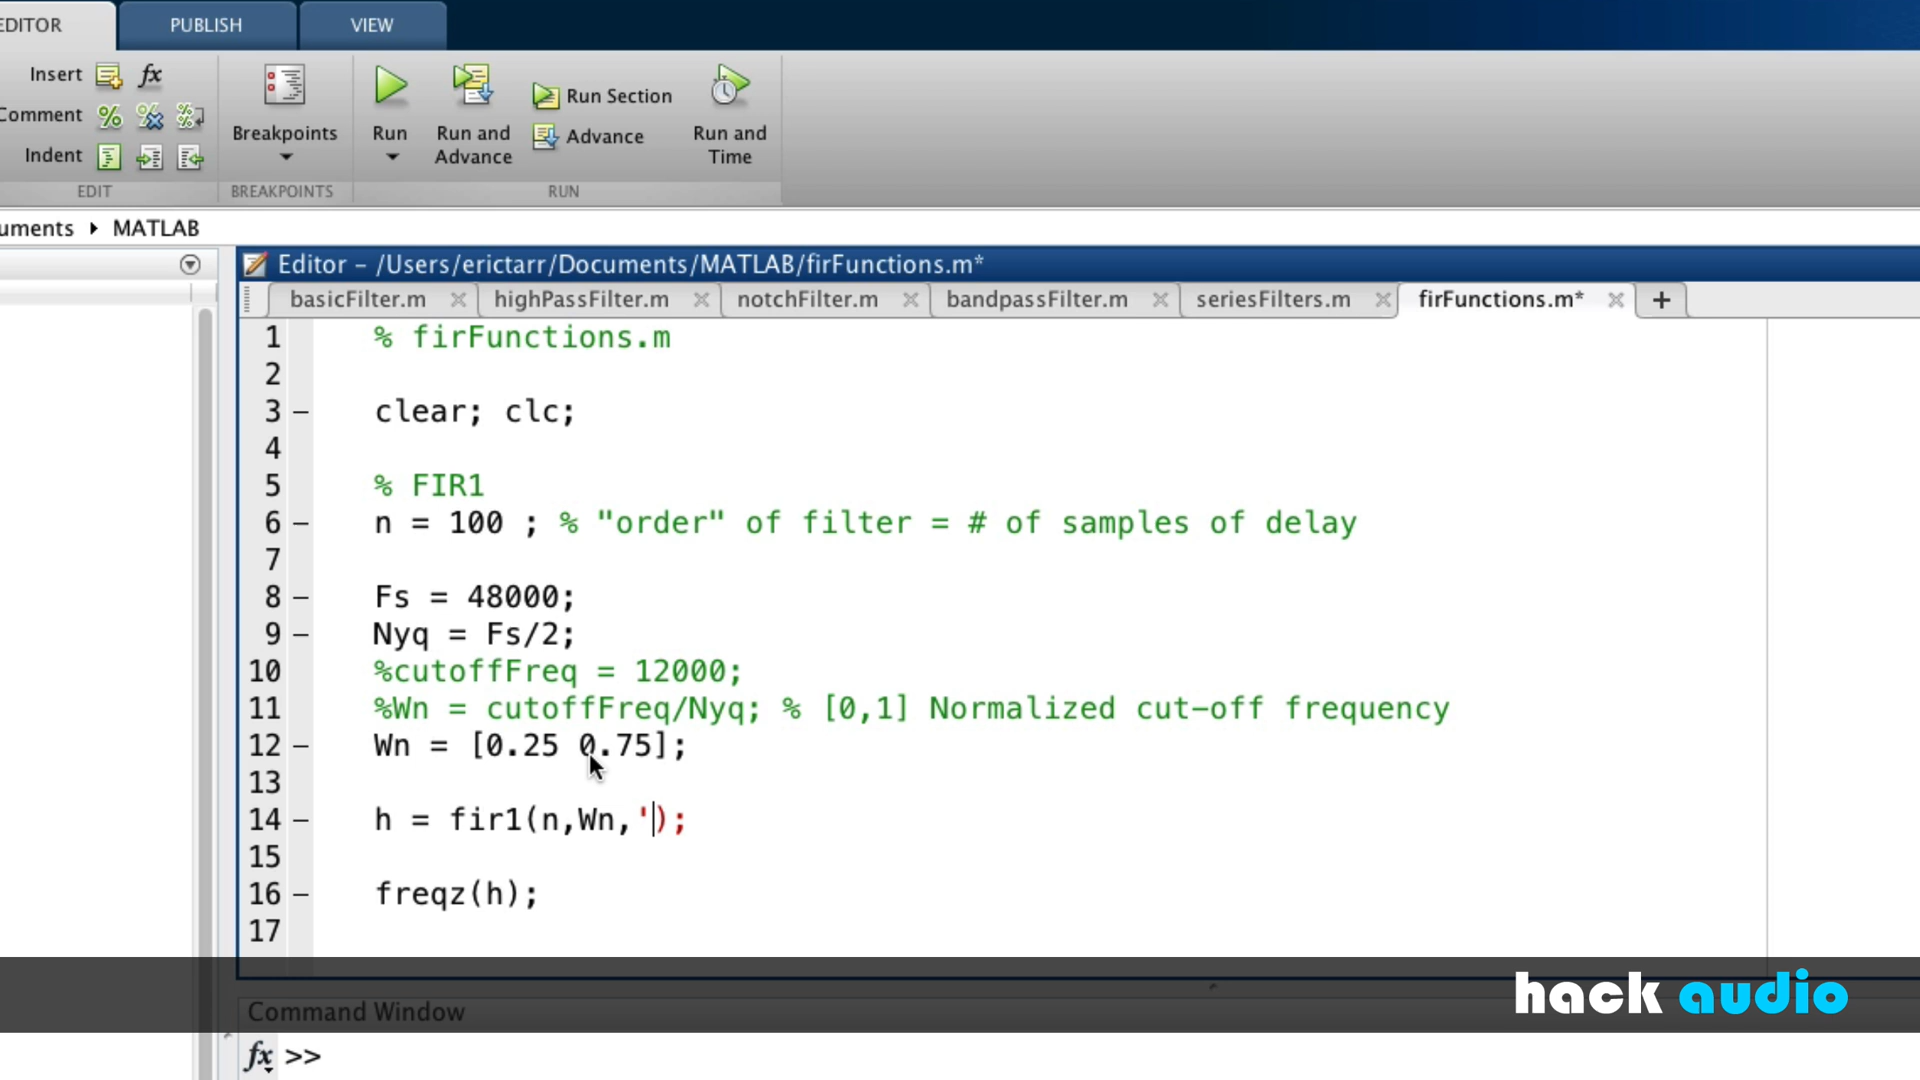 EDITOR PUBLISH VIEW
Insert fx
Comment % % %
Indent
Breakpoints
Run
Run and Advance
Run Section
Advance
Run and Time
EDIT BREAKPOINTS RUN
uments MATLAB
Editor – /Users/erictarr/Documents/MATLAB/firFunctions.m*
basicFilter.m highPassFilter.m notchFilter.m bandpassFilter.m seriesFilters.m firFunctions.m* +
1 % firFunctions.m
2
3 – clear; clc;
4
5 % FIR1
6 – n = 100 ; % "order" of filter = # of samples of delay
7
8 – Fs = 48000;
9 – Nyq = Fs/2;
10 %cutoffFreq = 12000;
11 %Wn = cutoffFreq/Nyq; % [0,1] Normalized cut-off frequency
12 – Wn = [0.25 0.75];
13
14 – h = fir1(n,Wn,');
15
16 – freqz(h);
17
hack audio
Command Window
fx >>